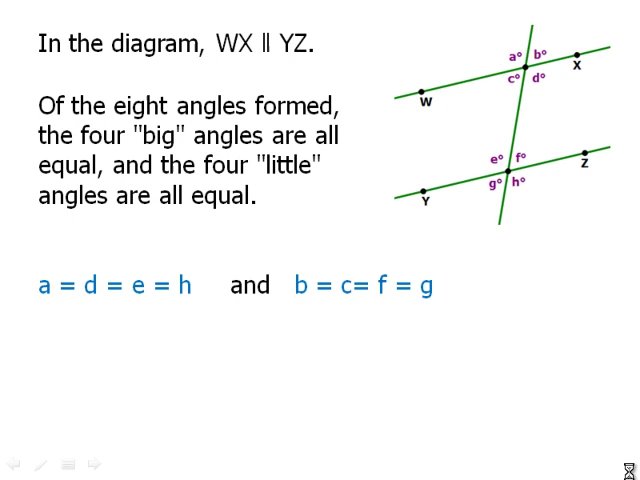 In the diagram, WX ∥ YZ.
Of the eight angles formed,
the four "big" angles are all
equal, and the four "little"
angles are all equal.
a = d = e = h and b = c= f = g
a° b°
X
c° d°
W
e° f°
Z
g° h°
Y